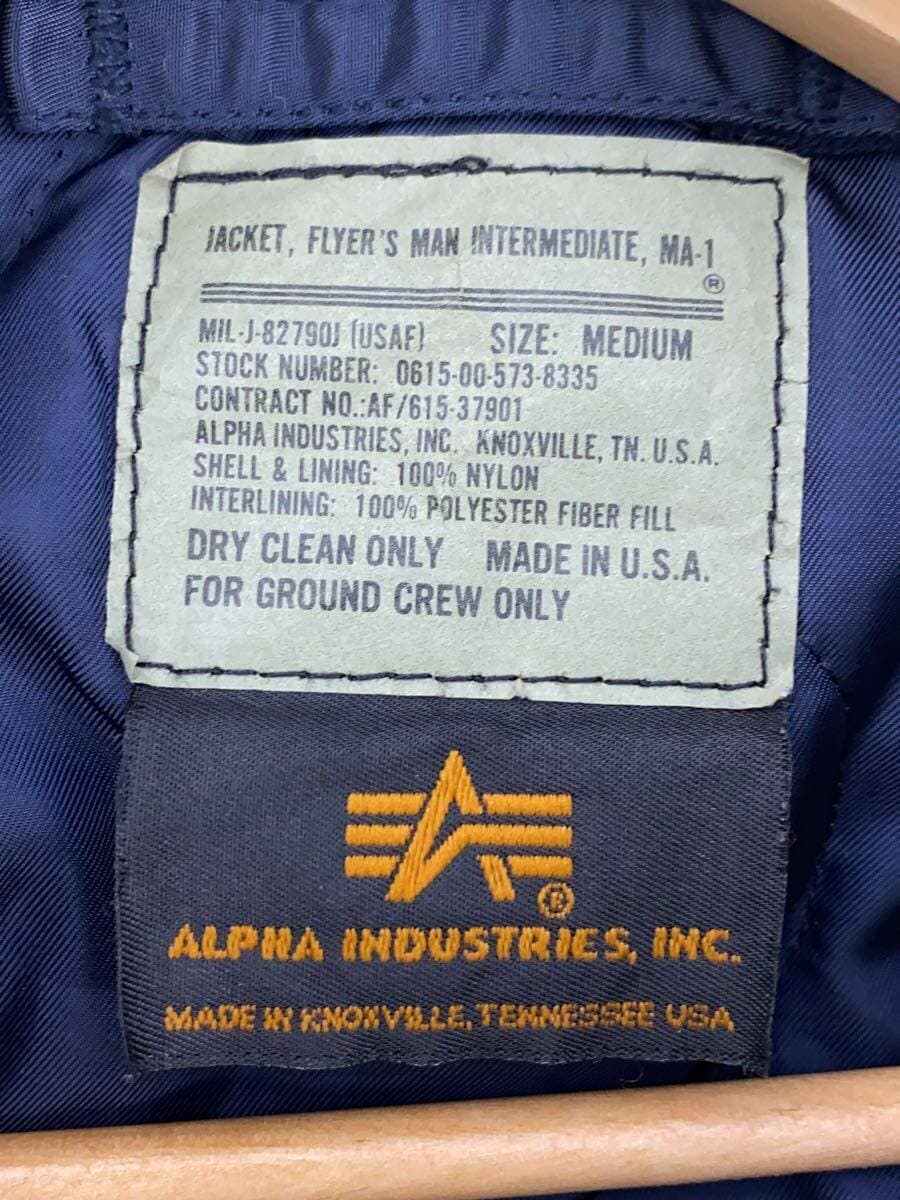 JACKET, FLYER'S MAN INTERMEDIATE, MA-1
®
MIL-J-82790J (USAF) SIZE: MEDIUM
STOCK NUMBER: 0615-00-573-8335
CONTRACT NO.:AF/615-37901
ALPHA INDUSTRIES, INC. KNOXVILLE, TN. U.S.A.
SHELL & LINING: 100% NYLON
INTERLINING: 100% POLYESTER FIBER FILL
DRY CLEAN ONLY MADE IN U.S.A.
FOR GROUND CREW ONLY
®
ALPHA INDUSTRIES, INC.
MADE IN KNOXVILLE, TENNESSEE USA